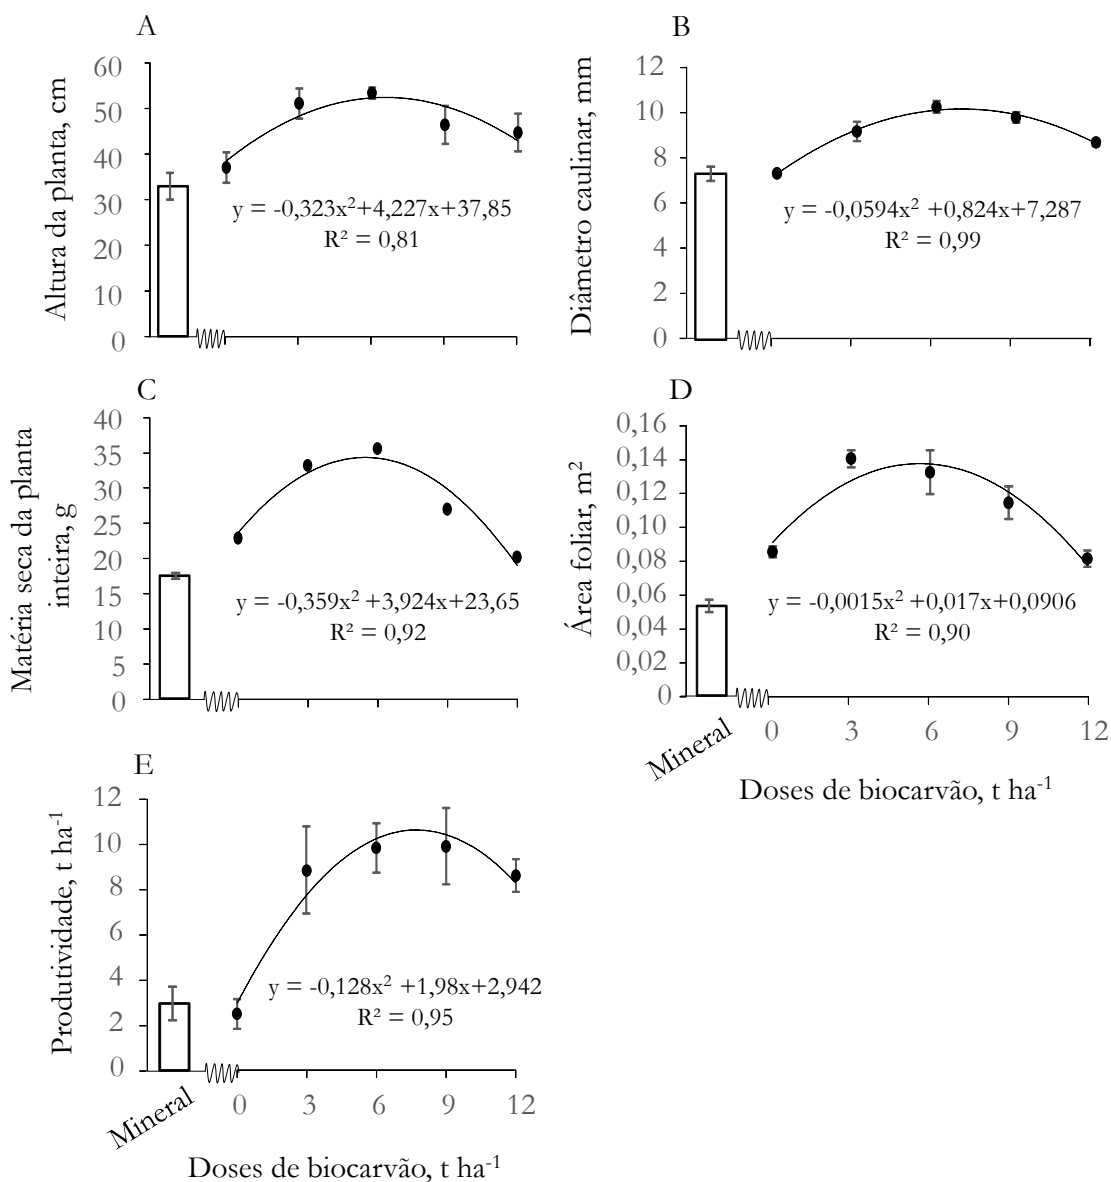 A
Altura da planta, cm
60
50
40
30
20
10
0
y = -0,323x²+4,227x+37,85
R² = 0,81
B
Diâmetro caulinar, mm
12
10
8
6
4
2
0
y = -0,0594x² +0,824x+7,287
R² = 0,99
C
Matéria seca da planta
inteira, g
40
35
30
25
20
15
10
5
0
y = -0,359x² +3,924x+23,65
R² = 0,92
D
Área foliar, m²
0,16
0,14
0,12
0,10
0,08
0,06
0,04
0,02
0
y = -0,0015x² +0,017x+0,0906
R² = 0,90
Mineral
0 3 6 9 12
Doses de biocarvão, t ha⁻¹
E
Produtividade, t ha⁻¹
12
10
8
6
4
2
0
y = -0,128x² +1,98x+2,942
R² = 0,95
Mineral
0 3 6 9 12
Doses de biocarvão, t ha⁻¹